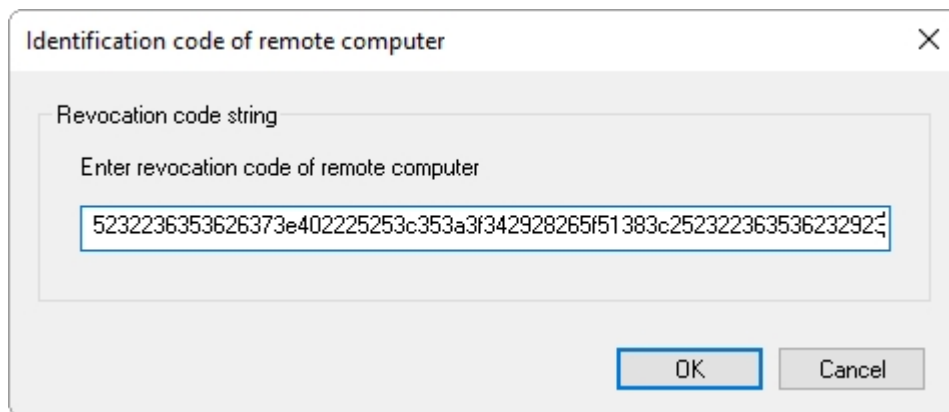 Identification code of remote computer
Revocation code string
Enter revocation code of remote computer
5232236353626373e402225253c353a3f342928265f51383c252322363536232923
OK
Cancel